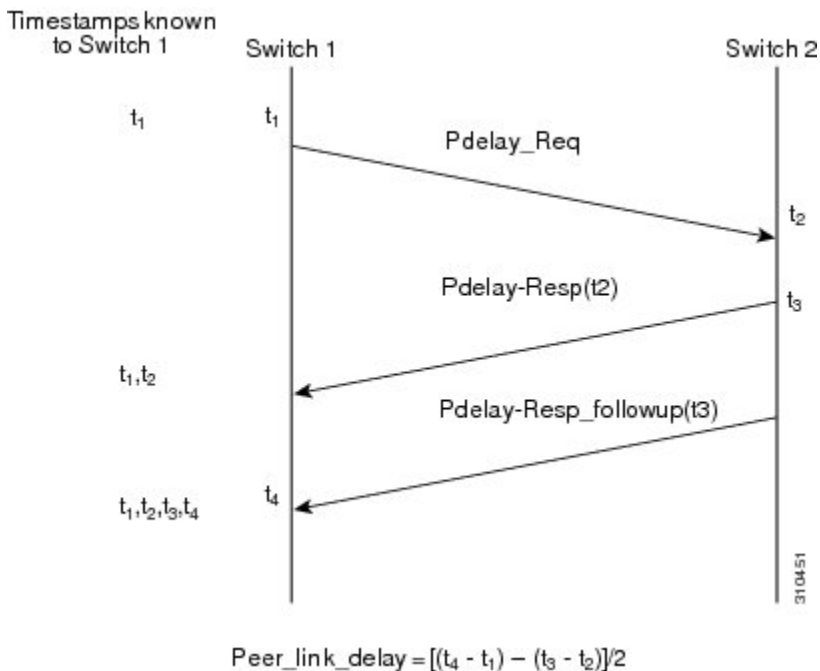 Timestamps known
to Switch 1
Switch 1
Switch 2
t₁
t₁
Pdelay_Req
t₂
Pdelay-Resp(t2)
t₃
t₁,t₂
Pdelay-Resp_followup(t3)
t₁,t₂,t₃,t₄
t₄
310451
Peer_link_delay = [(t₄ - t₁) – (t₃ - t₂)]/2